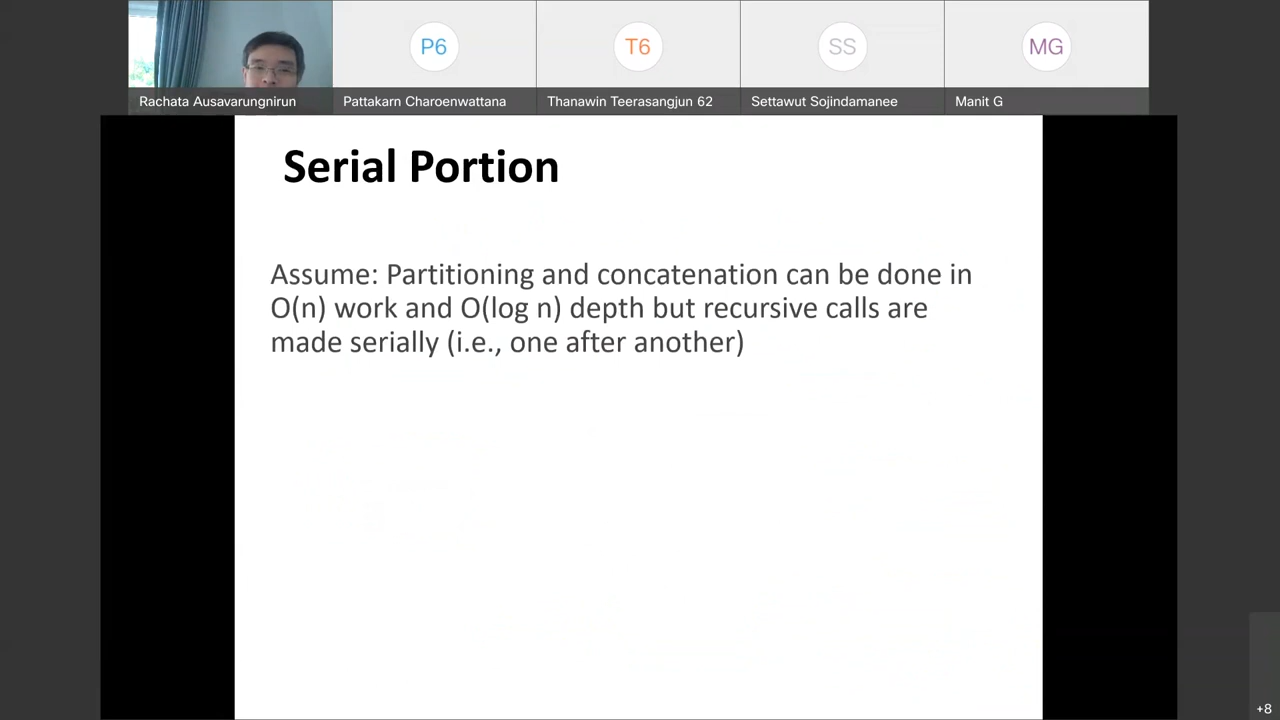 P6
T6
SS
MG
Rachata Ausavarungnirun
Pattakarn Charoenwattana
Thanawin Teerasangjun 62
Settawut Sojindamanee
Manit G
Serial Portion
Assume: Partitioning and concatenation can be done in
O(n) work and O(log n) depth but recursive calls are
made serially (i.e., one after another)
+8